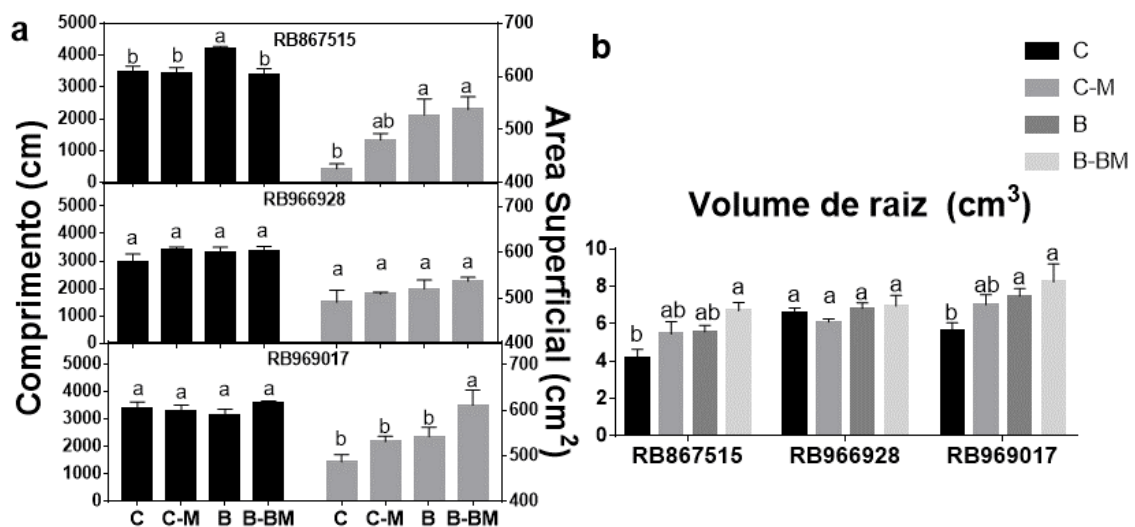 a
Comprimento (cm)
Area Superficial (cm²)
RB867515
5000
4000
3000
2000
1000
0
b b a b
b ab a a
700
600
500
400
RB966928
5000
4000
3000
2000
1000
0
a a a a
a a a a
700
600
500
400
RB969017
5000
4000
3000
2000
1000
0
a a a a
b b b a
700
600
500
400
C C-M B B-BM C C-M B B-BM
b
C
C-M
B
B-BM
Volume de raiz (cm³)
10
8
6
4
2
0
b ab ab a a a a a b ab a a
RB867515 RB966928 RB969017